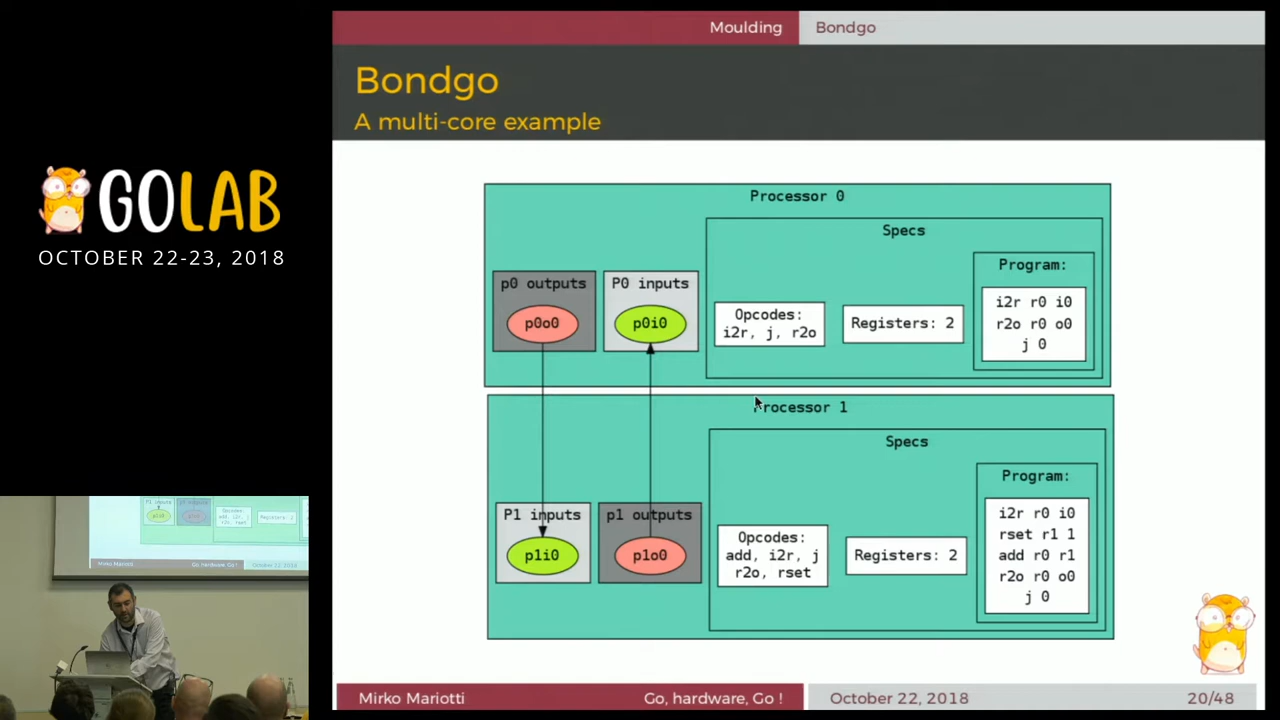 Moulding
Bondgo
Bondgo
A multi-core example
GOLAB
OCTOBER 22-23, 2018
Processor 0
Specs
p0 outputs
p0o0
P0 inputs
p0i0
Opcodes:
i2r, j, r2o
Registers: 2
Program:
i2r r0 i0
r2o r0 o0
j 0
Processor 1
Specs
P1 inputs
p1i0
p1 outputs
p1o0
Opcodes:
add, i2r, j
r2o, rset
Registers: 2
Program:
i2r r0 i0
rset r1 1
add r0 r1
r2o r0 o0
j 0
Mirko Mariotti
Go, hardware, Go !
October 22, 2018
20/48